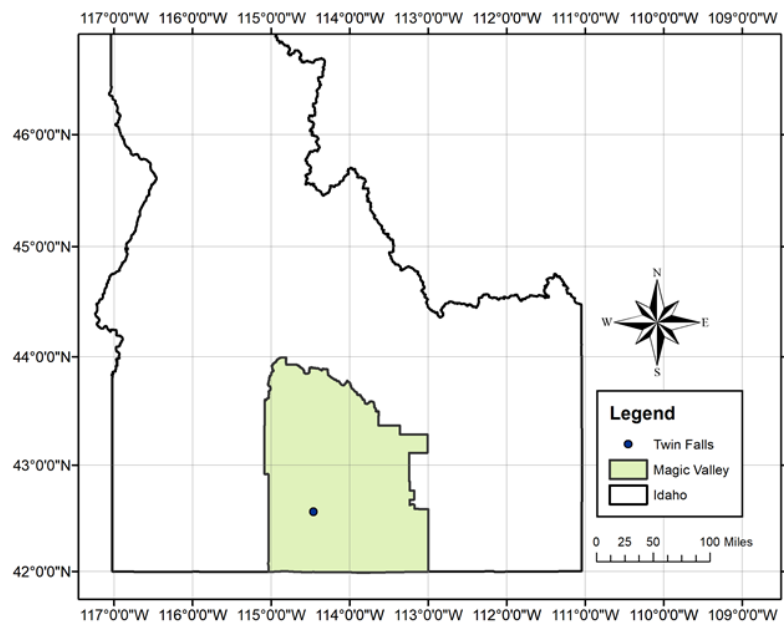 117°0'0"W 116°0'0"W 115°0'0"W 114°0'0"W 113°0'0"W 112°0'0"W 111°0'0"W 110°0'0"W 109°0'0"W
46°0'0"N
45°0'0"N
44°0'0"N
43°0'0"N
42°0'0"N
N
W E
S
Legend
Twin Falls
Magic Valley
Idaho
0 25 50 100 Miles
117°0'0"W 116°0'0"W 115°0'0"W 114°0'0"W 113°0'0"W 112°0'0"W 111°0'0"W 110°0'0"W 109°0'0"W